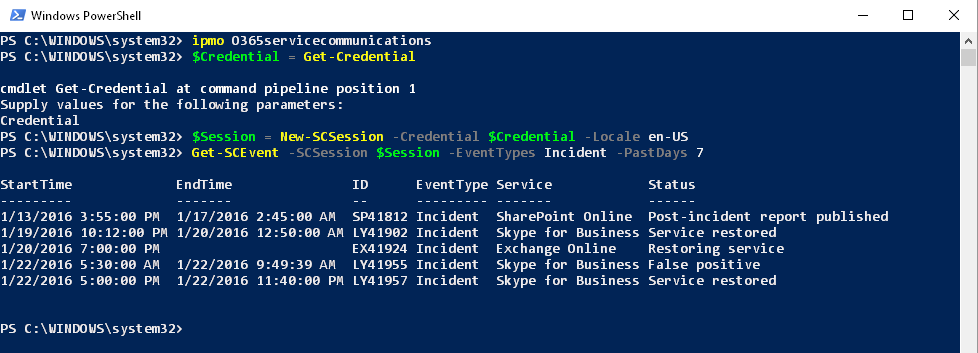 Windows PowerShell
PS C:\WINDOWS\system32> ipmo O365servicecommunications
PS C:\WINDOWS\system32> $Credential = Get-Credential
cmdlet Get-Credential at command pipeline position 1
Supply values for the following parameters:
Credential
PS C:\WINDOWS\system32> $Session = New-SCSession -Credential $Credential -Locale en-US
PS C:\WINDOWS\system32> Get-SCEvent -SCSession $Session -EventTypes Incident -PastDays 7
StartTime             EndTime               ID      EventType Service            Status
---------             -------               --      --------- -------            ------
1/13/2016 3:55:00 PM  1/17/2016 2:45:00 AM  SP41812 Incident  SharePoint Online  Post-incident report published
1/19/2016 10:12:00 PM 1/20/2016 12:50:00 AM LY41902 Incident  Skype for Business Service restored
1/20/2016 7:00:00 PM                        EX41924 Incident  Exchange Online    Restoring service
1/22/2016 5:30:00 AM  1/22/2016 9:49:39 AM  LY41955 Incident  Skype for Business False positive
1/22/2016 5:00:00 PM  1/22/2016 11:40:00 PM LY41957 Incident  Skype for Business Service restored
PS C:\WINDOWS\system32>